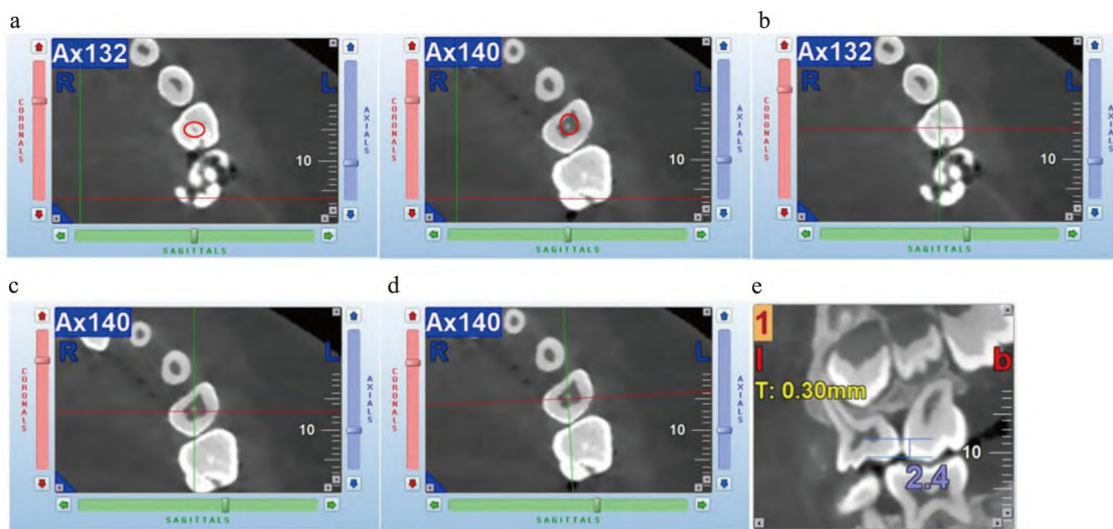 a
Ax132
R
L
CORONALS
AXIALS
10
SAGITTALS
Ax140
R
L
CORONALS
AXIALS
10
SAGITTALS
b
Ax132
R
L
CORONALS
AXIALS
10
SAGITTALS
c
Ax140
R
L
CORONALS
AXIALS
10
SAGITTALS
d
Ax140
R
L
CORONALS
AXIALS
10
SAGITTALS
e
1
l
b
T: 0.30mm
10
2.4